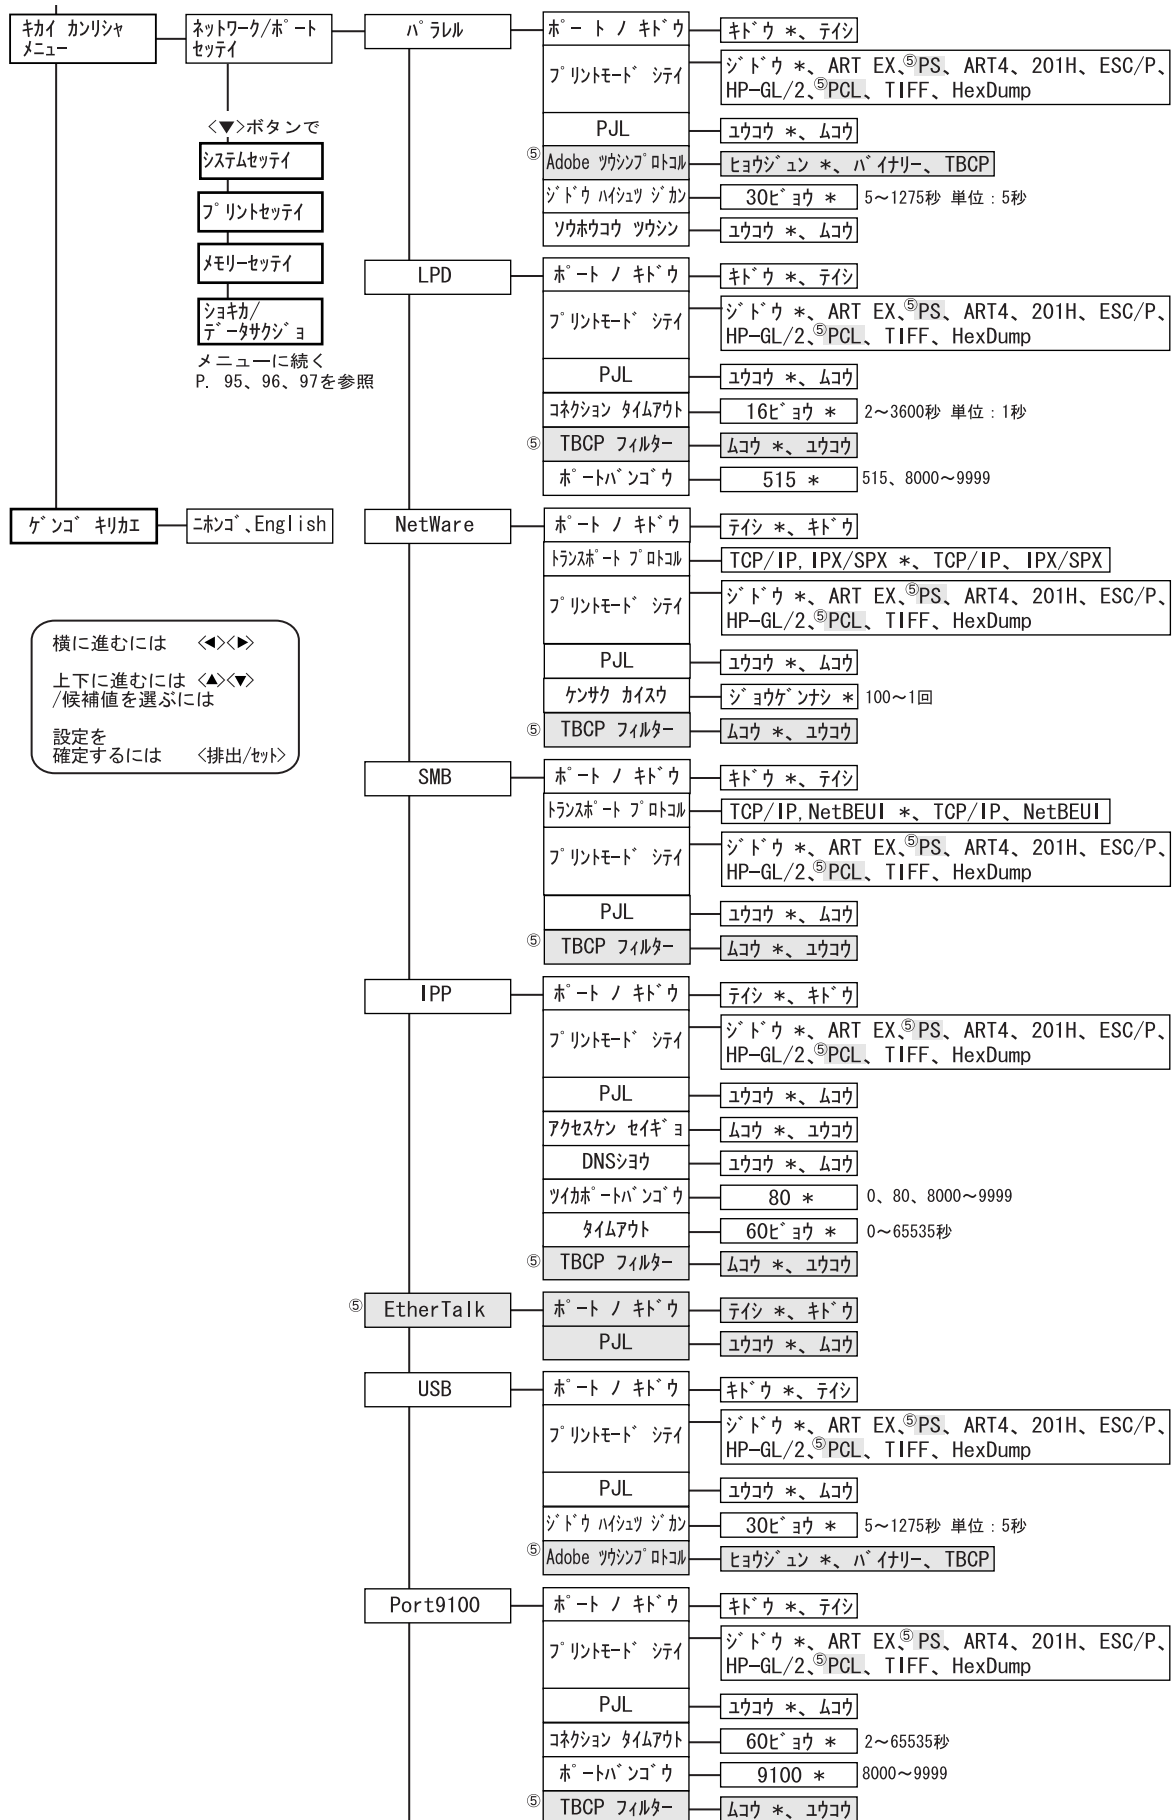 ｷｶｲ ｶﾝﾘｼｬ
ﾒﾆｭｰ
ﾈｯﾄﾜｰｸ/ﾎﾟｰﾄ
ｾｯﾃｲ
<▼>ボタンで
ｼｽﾃﾑｾｯﾃｲ
ﾌﾟﾘﾝﾄｾｯﾃｲ
ﾒﾓﾘｰｾｯﾃｲ
ｼｮｷｶ/
ﾃﾞｰﾀｻｸｼﾞｮ
メニューに続く
P. 95、96、97を参照
ｹﾞﾝｺﾞ ｷﾘｶｴ
ﾆﾎﾝｺﾞ､English
横に進むには <◀><▶>
上下に進むには <▲><▼>
/候補値を選ぶには
設定を
確定するには <排出/ｾｯﾄ>
ﾊﾟﾗﾚﾙ
ﾎﾟｰﾄ ﾉ ｷﾄﾞｳ
ｷﾄﾞｳ *、ﾃｲｼ
ﾌﾟﾘﾝﾄﾓｰﾄﾞ ｼﾃｲ
ｼﾞﾄﾞｳ *、ART EX、⑤PS、ART4、201H、ESC/P、
HP-GL/2、⑤PCL、TIFF、HexDump
PJL
ﾕｳｺｳ *、ﾑｺｳ
⑤ Adobe ﾂｳｼﾝﾌﾟﾛﾄｺﾙ
ﾋｮｳｼﾞｭﾝ *、ﾊﾞｲﾅﾘｰ、TBCP
ｼﾞﾄﾞｳ ﾊｲｼｭﾂ ｼﾞｶﾝ
30ﾋﾞｮｳ * 5～1275秒 単位：5秒
ｿｳﾎｳｺｳ ﾂｳｼﾝ
ﾕｳｺｳ *、ﾑｺｳ
LPD
ﾎﾟｰﾄ ﾉ ｷﾄﾞｳ
ｷﾄﾞｳ *、ﾃｲｼ
ﾌﾟﾘﾝﾄﾓｰﾄﾞ ｼﾃｲ
ｼﾞﾄﾞｳ *、ART EX、⑤PS、ART4、201H、ESC/P、
HP-GL/2、⑤PCL、TIFF、HexDump
PJL
ﾕｳｺｳ *、ﾑｺｳ
ｺﾈｸｼｮﾝ ﾀｲﾑｱｳﾄ
16ﾋﾞｮｳ * 2～3600秒 単位：1秒
⑤ TBCP ﾌｨﾙﾀｰ
ﾑｺｳ *、ﾕｳｺｳ
ﾎﾟｰﾄﾊﾞﾝｺﾞｳ
515 * 515、8000～9999
NetWare
ﾎﾟｰﾄ ﾉ ｷﾄﾞｳ
ﾃｲｼ *、ｷﾄﾞｳ
ﾄﾗﾝｽﾎﾟｰﾄ ﾌﾟﾛﾄｺﾙ
TCP/IP,IPX/SPX *、TCP/IP、IPX/SPX
ﾌﾟﾘﾝﾄﾓｰﾄﾞ ｼﾃｲ
ｼﾞﾄﾞｳ *、ART EX、⑤PS、ART4、201H、ESC/P、
HP-GL/2、⑤PCL、TIFF、HexDump
PJL
ﾕｳｺｳ *、ﾑｺｳ
ｹﾝｻｸ ｶｲｽｳ
ｼﾞｮｳｹﾞﾝﾅｼ * 100～1回
⑤ TBCP ﾌｨﾙﾀｰ
ﾑｺｳ *、ﾕｳｺｳ
SMB
ﾎﾟｰﾄ ﾉ ｷﾄﾞｳ
ｷﾄﾞｳ *、ﾃｲｼ
ﾄﾗﾝｽﾎﾟｰﾄ ﾌﾟﾛﾄｺﾙ
TCP/IP,NetBEUI *、TCP/IP、NetBEUI
ﾌﾟﾘﾝﾄﾓｰﾄﾞ ｼﾃｲ
ｼﾞﾄﾞｳ *、ART EX、⑤PS、ART4、201H、ESC/P、
HP-GL/2、⑤PCL、TIFF、HexDump
PJL
ﾕｳｺｳ *、ﾑｺｳ
⑤ TBCP ﾌｨﾙﾀｰ
ﾑｺｳ *、ﾕｳｺｳ
IPP
ﾎﾟｰﾄ ﾉ ｷﾄﾞｳ
ﾃｲｼ *、ｷﾄﾞｳ
ﾌﾟﾘﾝﾄﾓｰﾄﾞ ｼﾃｲ
ｼﾞﾄﾞｳ *、ART EX、⑤PS、ART4、201H、ESC/P、
HP-GL/2、⑤PCL、TIFF、HexDump
PJL
ﾕｳｺｳ *、ﾑｺｳ
ｱｸｾｽｹﾝ ｾｲｷﾞｮ
ﾑｺｳ *、ﾕｳｺｳ
DNSｼﾖｳ
ﾕｳｺｳ *、ﾑｺｳ
ﾂｲｶﾎﾟｰﾄﾊﾞﾝｺﾞｳ
80 * 0、80、8000～9999
ﾀｲﾑｱｳﾄ
60ﾋﾞｮｳ * 0～65535秒
⑤ TBCP ﾌｨﾙﾀｰ
ﾑｺｳ *、ﾕｳｺｳ
⑤ EtherTalk
ﾎﾟｰﾄ ﾉ ｷﾄﾞｳ
ﾃｲｼ *、ｷﾄﾞｳ
PJL
ﾕｳｺｳ *、ﾑｺｳ
USB
ﾎﾟｰﾄ ﾉ ｷﾄﾞｳ
ｷﾄﾞｳ *、ﾃｲｼ
ﾌﾟﾘﾝﾄﾓｰﾄﾞ ｼﾃｲ
ｼﾞﾄﾞｳ *、ART EX、⑤PS、ART4、201H、ESC/P、
HP-GL/2、⑤PCL、TIFF、HexDump
PJL
ﾕｳｺｳ *、ﾑｺｳ
ｼﾞﾄﾞｳ ﾊｲｼｭﾂ ｼﾞｶﾝ
30ﾋﾞｮｳ * 5～1275秒 単位：5秒
⑤ Adobe ﾂｳｼﾝﾌﾟﾛﾄｺﾙ
ﾋｮｳｼﾞｭﾝ *、ﾊﾞｲﾅﾘｰ、TBCP
Port9100
ﾎﾟｰﾄ ﾉ ｷﾄﾞｳ
ｷﾄﾞｳ *、ﾃｲｼ
ﾌﾟﾘﾝﾄﾓｰﾄﾞ ｼﾃｲ
ｼﾞﾄﾞｳ *、ART EX、⑤PS、ART4、201H、ESC/P、
HP-GL/2、⑤PCL、TIFF、HexDump
PJL
ﾕｳｺｳ *、ﾑｺｳ
ｺﾈｸｼｮﾝ ﾀｲﾑｱｳﾄ
60ﾋﾞｮｳ * 2～65535秒
ﾎﾟｰﾄﾊﾞﾝｺﾞｳ
9100 * 8000～9999
⑤ TBCP ﾌｨﾙﾀｰ
ﾑｺｳ *、ﾕｳｺｳ